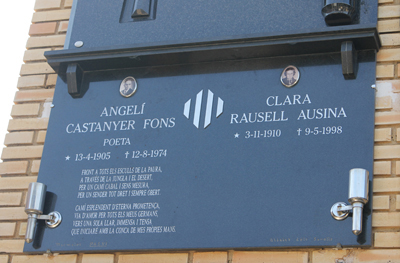 ANGELÍ
CASTANYER FONS
POETA
★ 13-4-1905 † 12-8-1974
CLARA
RAUSELL AUSINA
★ 3-11-1910 † 9-5-1998
FRONT A TOTS ELS ESCULLS DE LA PAURA,
A TRAVÉS DE LA JUNGLA I EL DESERT,
PER UN CAMÍ CABAL I SENS MESURA,
PER UN SENDER TOT DRET I SEMPRE OBERT.
CAMÍ ESPLENDENT D'ETERNA PROMETENÇA,
VIA D'AMOR PER TOTS ELS MEUS GERMANS,
VERS UNA SOLA LLAR, IMMENSA I TENSA
QUE INICIARÉ AMB LA CONCA DE MES PRÒPIES MANS.